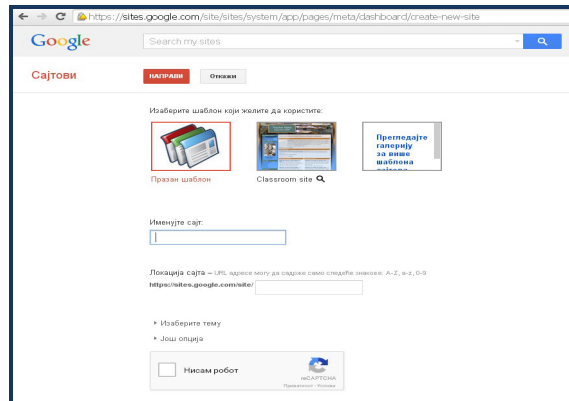 https://sites.google.com/site/sites/system/app/pages/meta/dashboard/create-new-site
Google
Search my sites
Сајтови
НАПРАВИ
Откажи
Изаберите шаблон који желите да користите:
Празан шаблон
Classroom site
Прегледајте
галерију
за више
шаблона
Именујте сајт:
Локација сајта – URL адресе могу да садрже само следеће знакове: A-Z, a-z, 0-9
https://sites.google.com/site/
Изаберите тему
Још опција
Нисам робот
reCAPTCHA